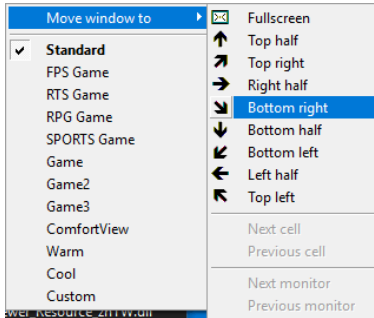 Move window to
Standard
FPS Game
RTS Game
RPG Game
SPORTS Game
Game
Game2
Game3
ComfortView
Warm
Cool
Custom
Fullscreen
Top half
Top right
Right half
Bottom right
Bottom half
Bottom left
Left half
Top left
Next cell
Previous cell
Next monitor
Previous monitor